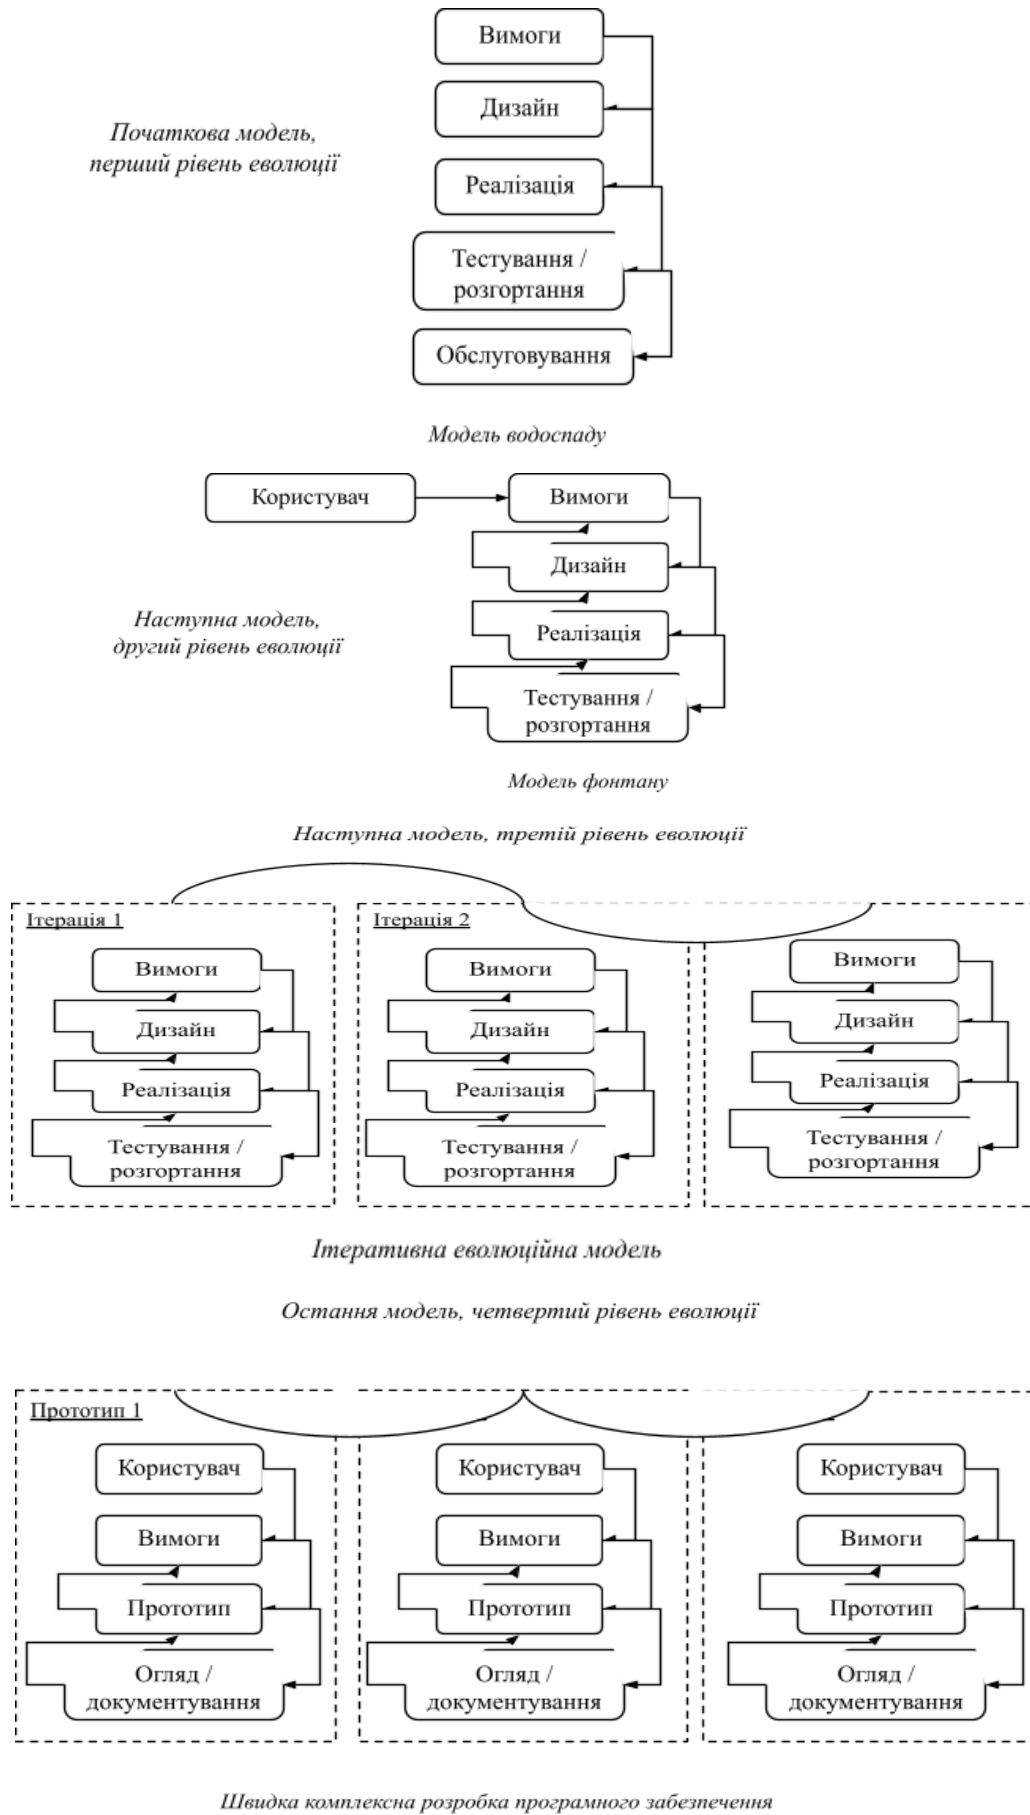 Вимоги
Дизайн
Початкова модель,
перший рівень еволюції
Реалізація
Тестування /
розгортання
Обслуговування
Модель водоспаду
Користувач
Вимоги
Дизайн
Наступна модель,
другий рівень еволюції
Реалізація
Тестування /
розгортання
Модель фонтану
Наступна модель, третій рівень еволюції
Ітерація 1
Вимоги
Дизайн
Реалізація
Тестування /
розгортання
Ітерація 2
Вимоги
Дизайн
Реалізація
Тестування /
розгортання
Вимоги
Дизайн
Реалізація
Тестування /
розгортання
Ітеративна еволюційна модель
Остання модель, четвертий рівень еволюції
Прототип 1
Користувач
Вимоги
Прототип
Огляд /
документування
Користувач
Вимоги
Прототип
Огляд /
документування
Користувач
Вимоги
Прототип
Огляд /
документування
Швидка комплексна розробка програмного забезпечення